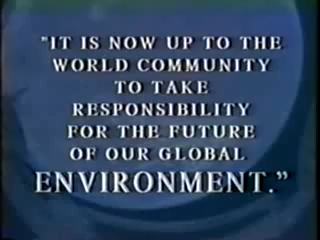 "IT IS NOW UP TO THE
WORLD COMMUNITY
TO TAKE
RESPONSIBILITY
FOR THE FUTURE
OF OUR GLOBAL
ENVIRONMENT."